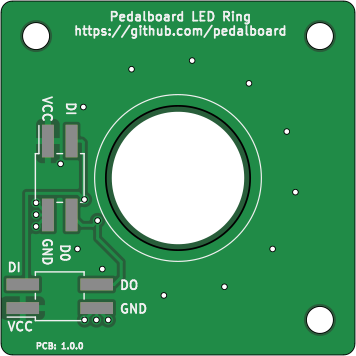 Pedalboard LED Ring
https://github.com/pedalboard
VCC DI
GND DO
DI
DO
GND
VCC
PCB: 1.0.0